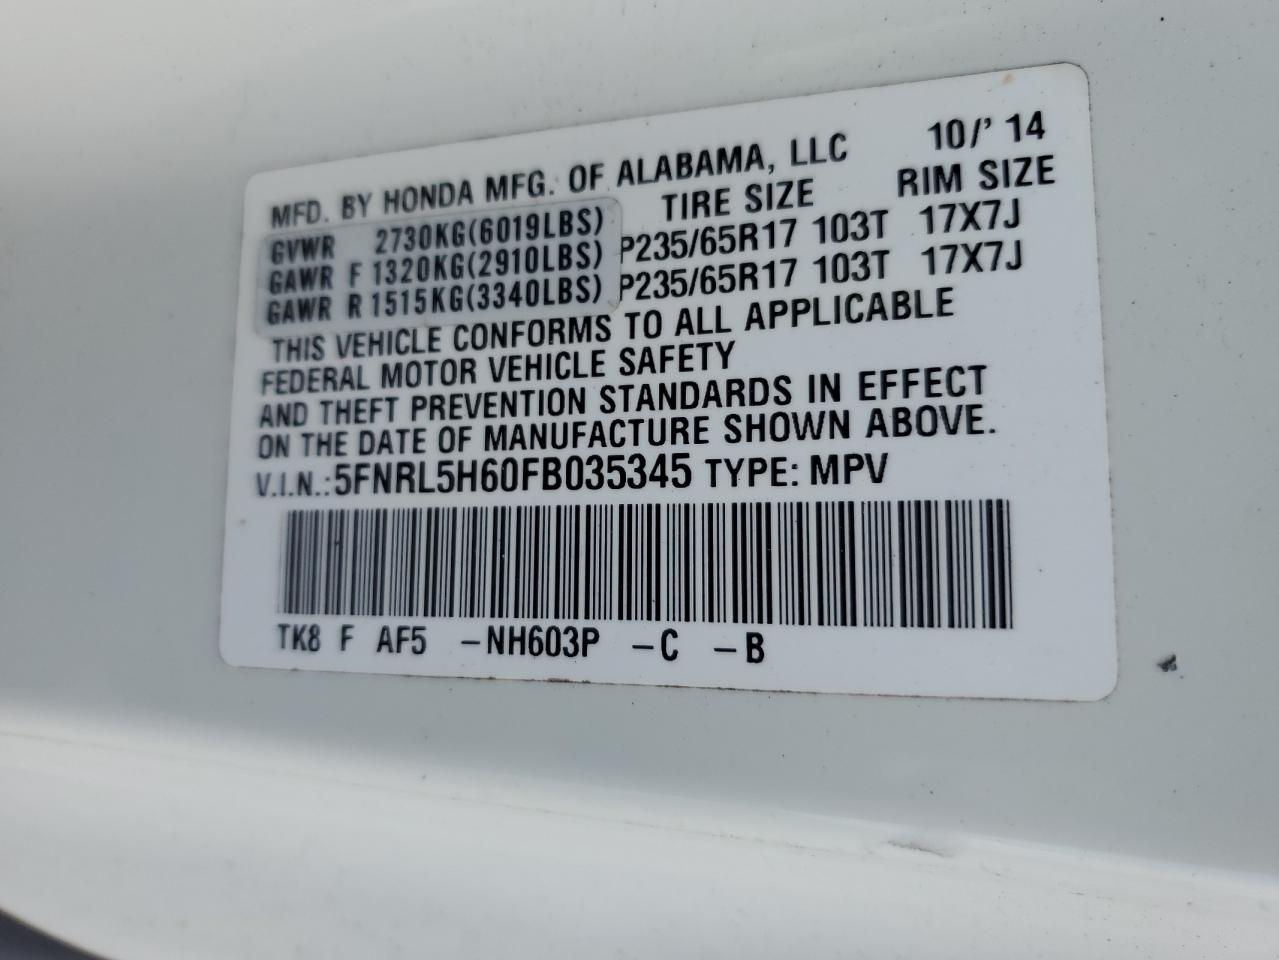 MFD. BY HONDA MFG. OF ALABAMA, LLC 10/' 14
TIRE SIZE RIM SIZE
GVWR 2730KG(6019LBS)
GAWR F 1320KG(2910LBS) P235/65R17 103T 17X7J
GAWR R 1515KG(3340LBS) P235/65R17 103T 17X7J
THIS VEHICLE CONFORMS TO ALL APPLICABLE
FEDERAL MOTOR VEHICLE SAFETY
AND THEFT PREVENTION STANDARDS IN EFFECT
ON THE DATE OF MANUFACTURE SHOWN ABOVE.
V.I.N.:5FNRL5H60FB035345 TYPE: MPV
TK8 F AF5 -NH603P -C -B